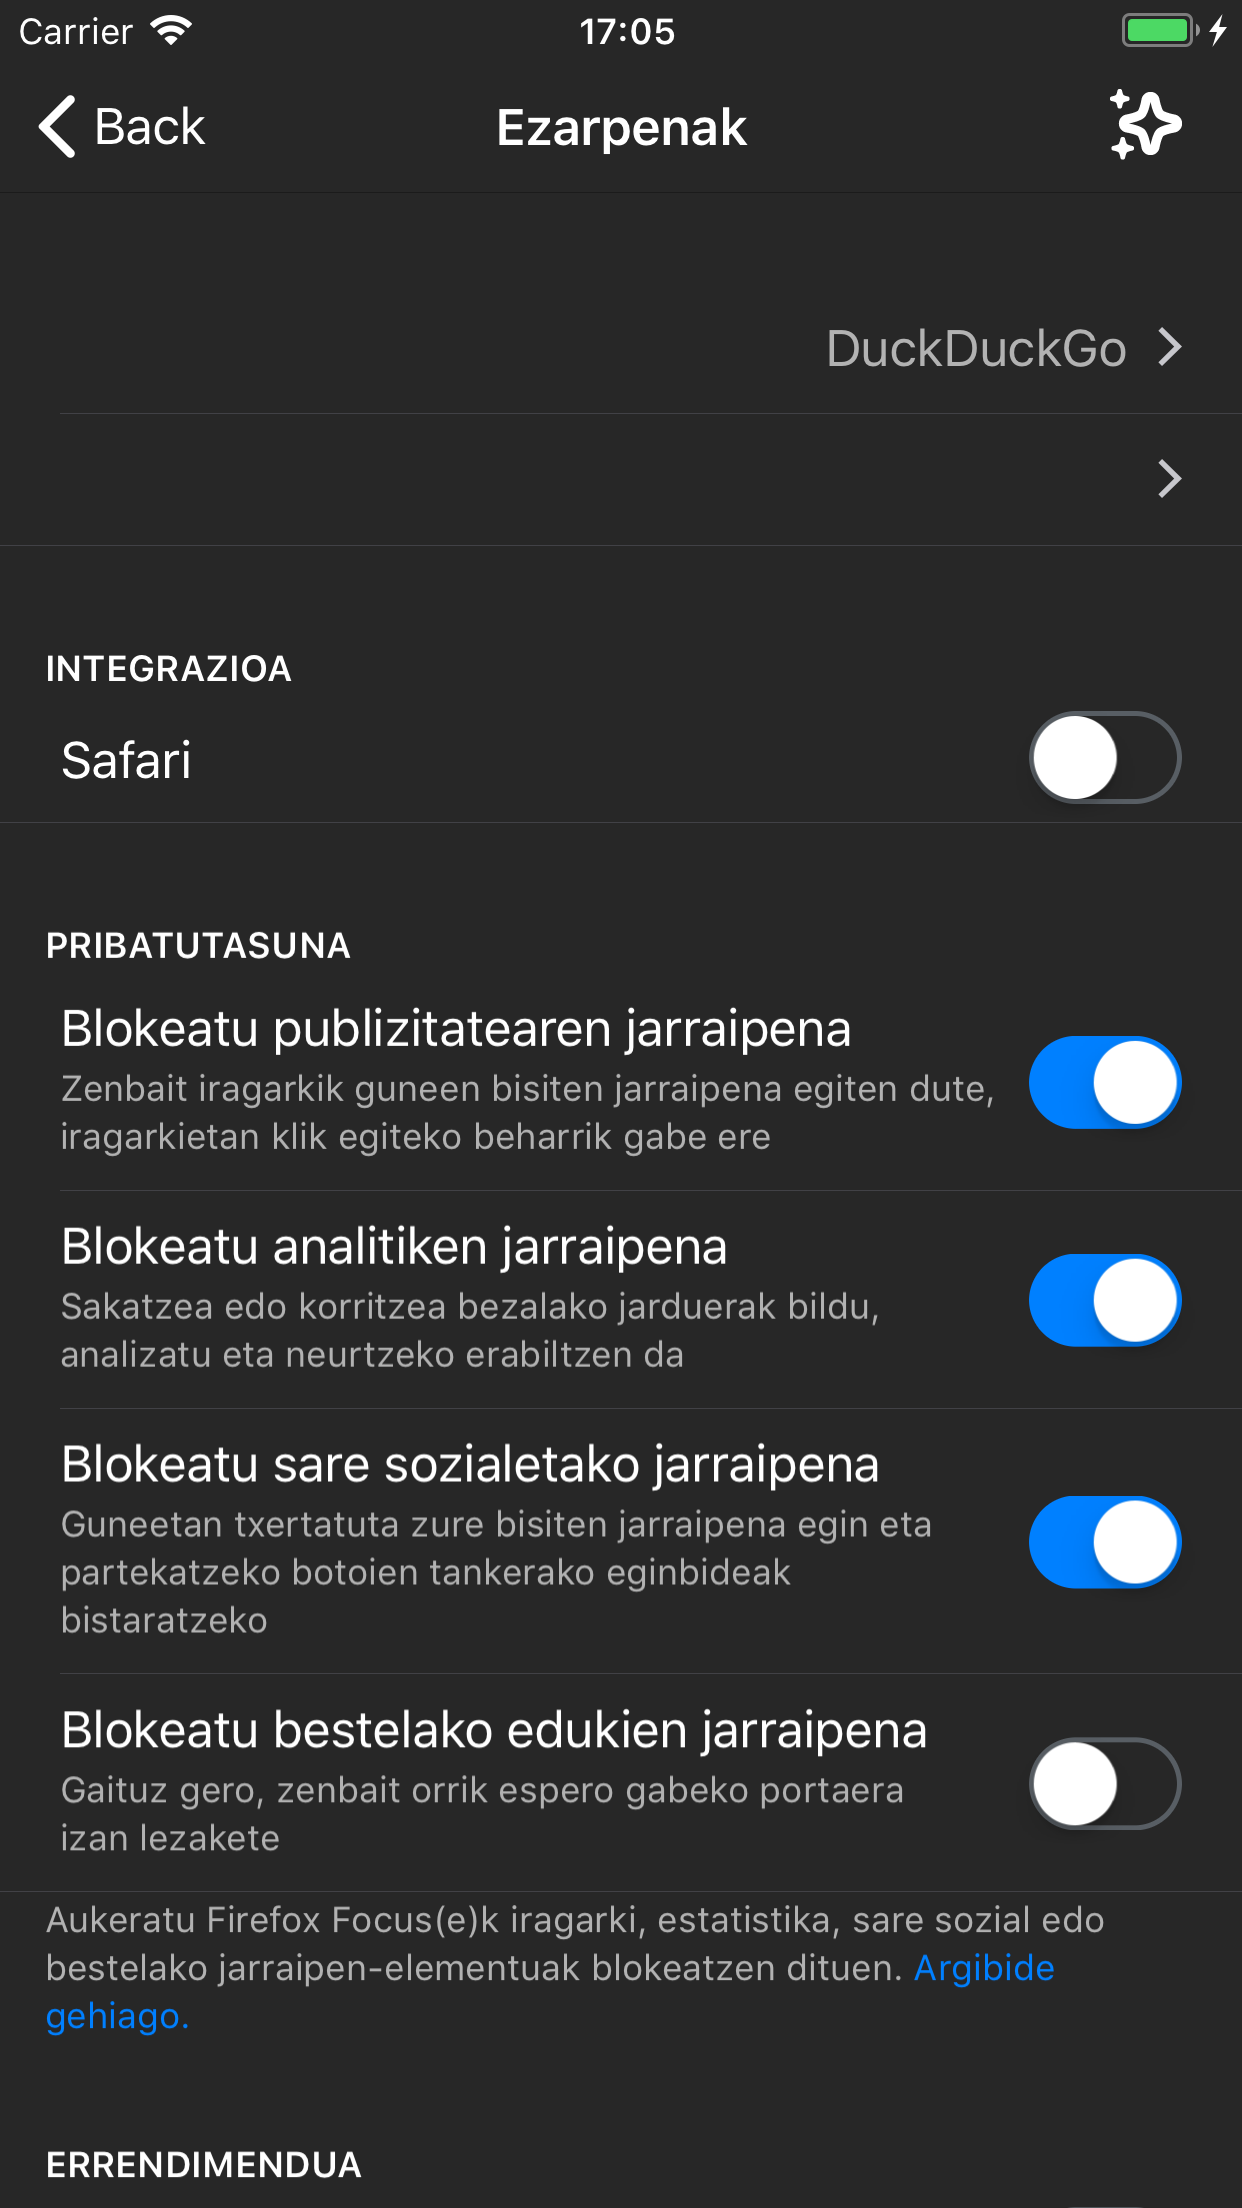 Carrier 17:05
Back Ezarpenak
DuckDuckGo
INTEGRAZIOA
Safari
PRIBATUTASUNA
Blokeatu publizitatearen jarraipena
Zenbait iragarkik guneen bisiten jarraipena egiten dute,
iragarkietan klik egiteko beharrik gabe ere
Blokeatu analitiken jarraipena
Sakatzea edo korritzea bezalako jarduerak bildu,
analizatu eta neurtzeko erabiltzen da
Blokeatu sare sozialetako jarraipena
Guneetan txertatuta zure bisiten jarraipena egin eta
partekatzeko botoien tankerako eginbideak
bistaratzeko
Blokeatu bestelako edukien jarraipena
Gaituz gero, zenbait orrik espero gabeko portaera
izan lezakete
Aukeratu Firefox Focus(e)k iragarki, estatistika, sare sozial edo
bestelako jarraipen-elementuak blokeatzen dituen. Argibide
gehiago.
ERRENDIMENDUA